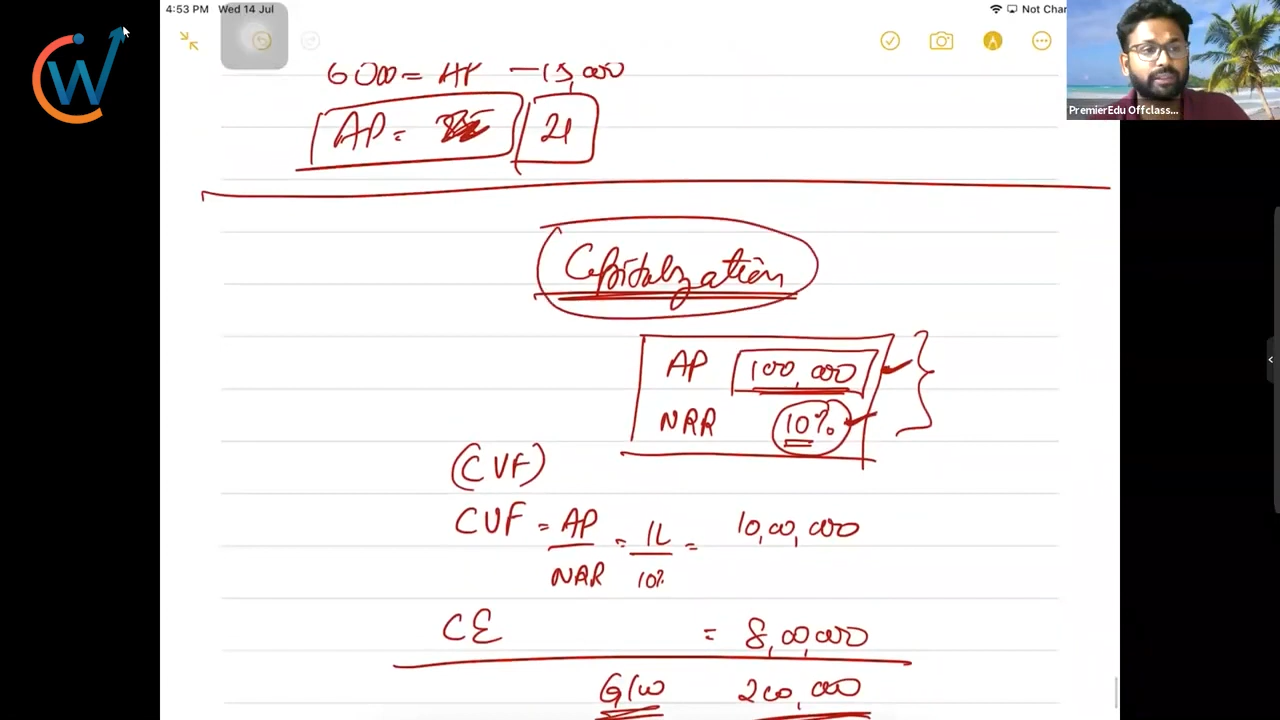 4:53 PM Wed 14 Jul
Not Char
PremierEdu Offclass...
6000 = AP - 15,000
AP = 21
Capitalization
AP 100,000
NRR 10%
(CVF)
CVF = AP = 1L = 10,00,000
NRR 10%
CE = 8,00,000
G/W 200,000